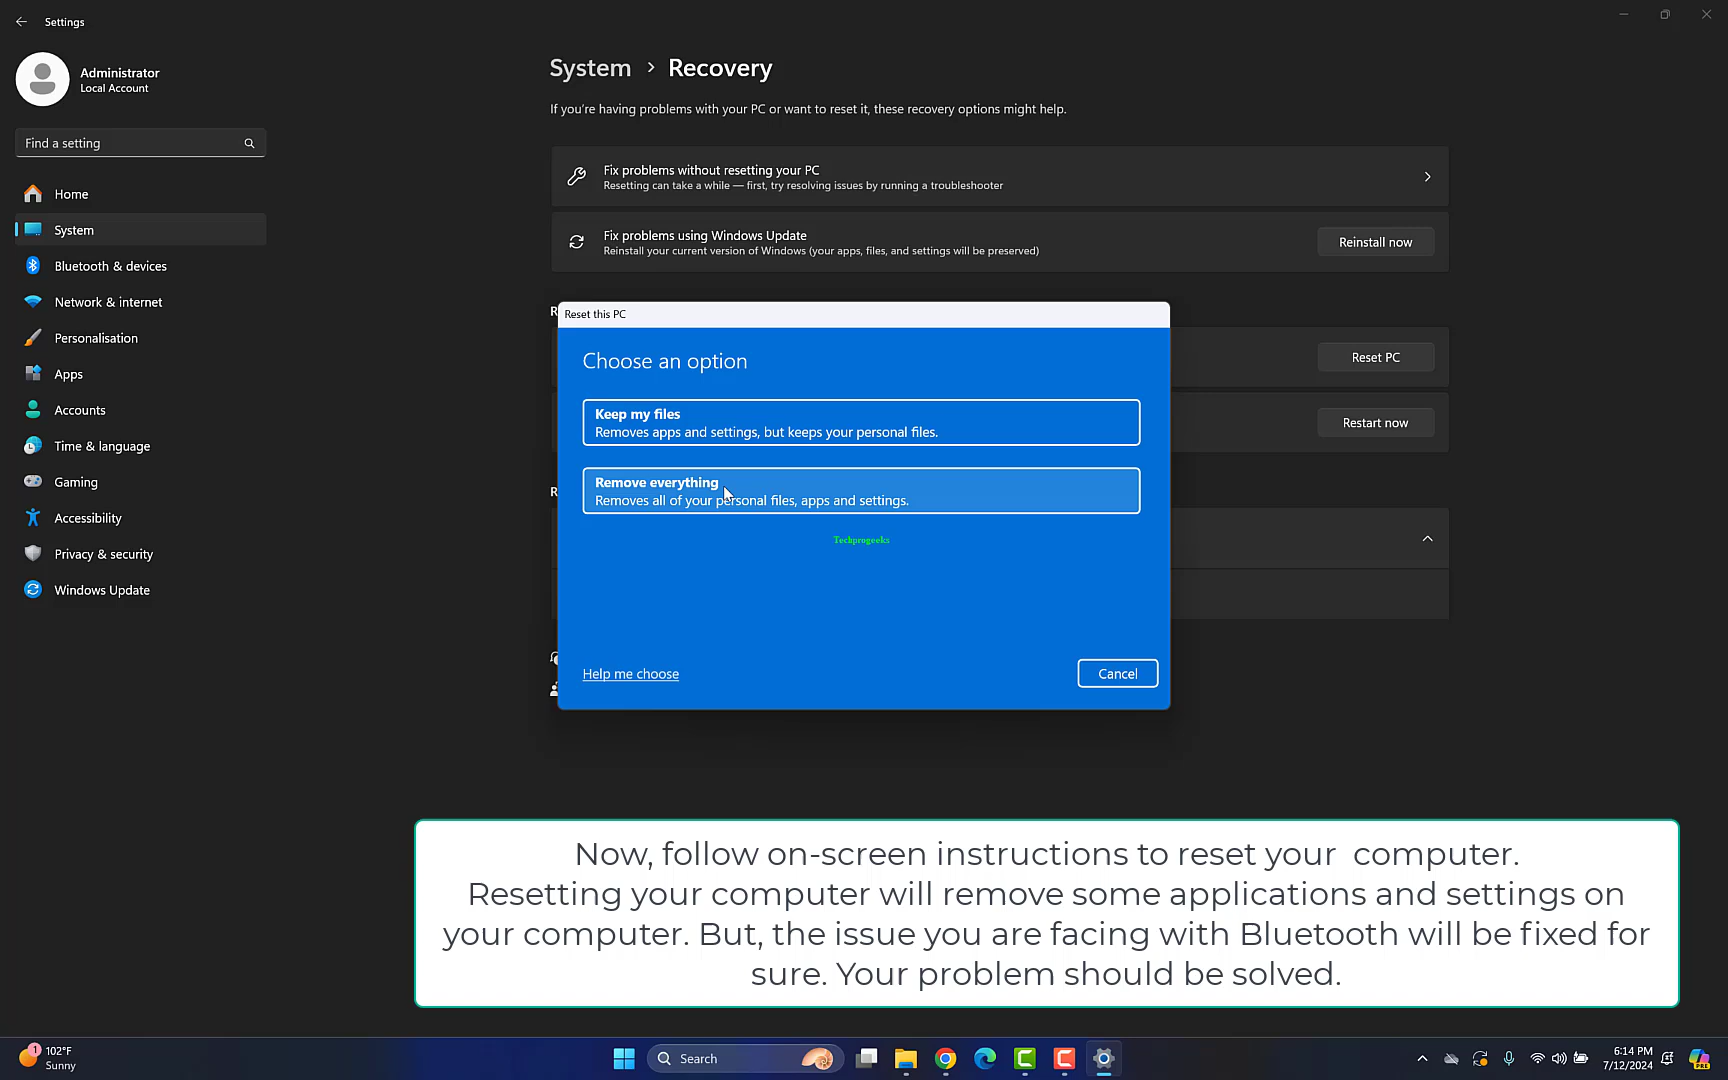 Settings
Administrator
Local Account
Find a setting
Home
System
Bluetooth & devices
Network & internet
Personalisation
Apps
Accounts
Time & language
Gaming
Accessibility
Privacy & security
Windows Update
System > Recovery
If you're having problems with your PC or want to reset it, these recovery options might help.
Fix problems without resetting your PC
Resetting can take a while — first, try resolving issues by running a troubleshooter
Fix problems using Windows Update
Reinstall your current version of Windows (your apps, files, and settings will be preserved)
Reinstall now
Reset PC
Restart now
Reset this PC
Choose an option
Keep my files
Removes apps and settings, but keeps your personal files.
Remove everything
Removes all of your personal files, apps and settings.
Techprogeeks
Help me choose
Cancel
Now, follow on-screen instructions to reset your computer.
Resetting your computer will remove some applications and settings on
your computer. But, the issue you are facing with Bluetooth will be fixed for
sure. Your problem should be solved.
1
102°F
Sunny
Search
6:14 PM
7/12/2024
PRE